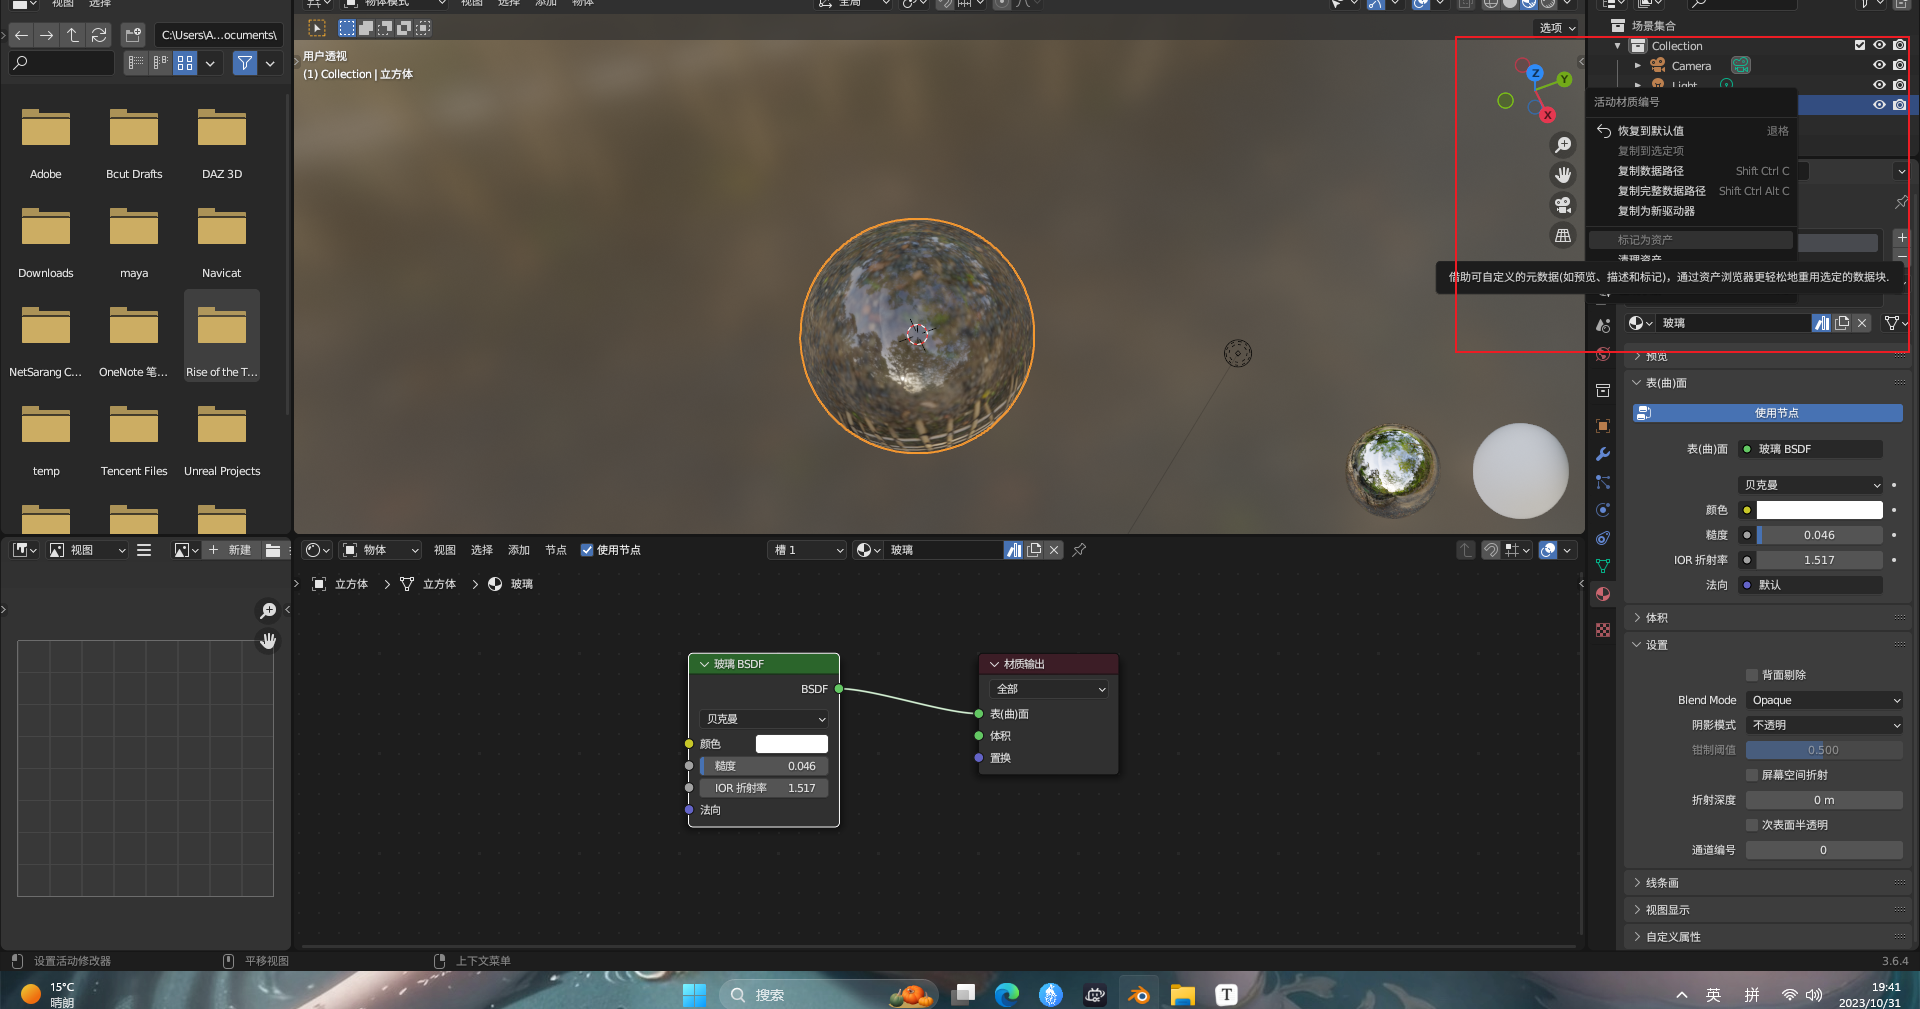 视图
选择
C:\Users\A...ocuments\
Adobe
Bcut Drafts
DAZ 3D
Downloads
maya
Navicat
NetSarang C...
OneNote 笔...
Rise of the T...
temp
Tencent Files
Unreal Projects
物体模式
视图
选择
添加
物体
全局
选项
用户透视
(1) Collection | 立方体
Z
Y
X
场景集合
Collection
Camera
Light
活动材质编号
恢复到默认值 退格
复制到选定项
复制数据路径 Shift Ctrl C
复制完整数据路径 Shift Ctrl Alt C
复制为新驱动器
标记为资产
清理资产
借助可自定义的元数据(如预览、描述和标记)，通过资产浏览器更轻松地重用选定的数据块.
玻璃
预览
表(曲)面
使用节点
表(曲)面 玻璃 BSDF
贝克曼
颜色
糙度 0.046
IOR 折射率 1.517
法向 默认
体积
设置
背面剔除
Blend Mode Opaque
阴影模式 不透明
钳制阈值 0.500
屏幕空间折射
折射深度 0 m
次表面半透明
通道编号 0
线条画
视图显示
自定义属性
视图
新建
物体
视图
选择
添加
节点
使用节点
槽 1
玻璃
立方体
立方体
玻璃
玻璃 BSDF
BSDF
贝克曼
颜色
糙度 0.046
IOR 折射率 1.517
法向
材质输出
全部
表(曲)面
体积
置换
设置活动修改器
平移视图
上下文菜单
3.6.4
15°C
晴朗
搜索
T
英
拼
19:41
2023/10/31